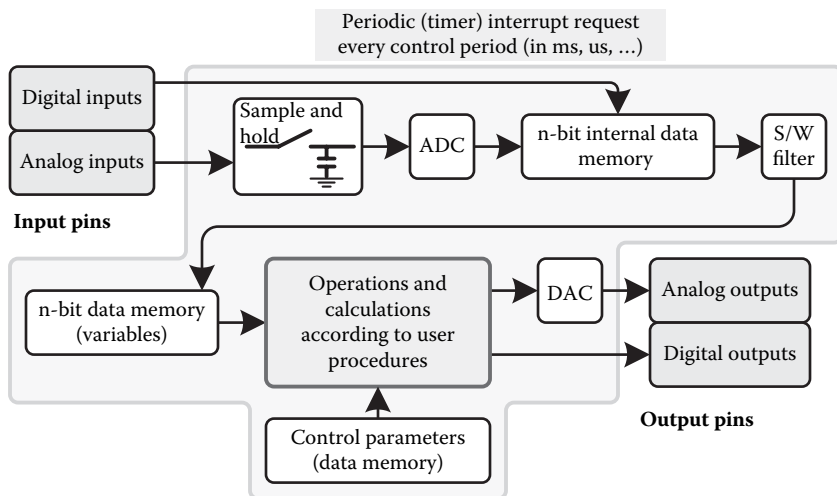 Periodic (timer) interrupt request
every control period (in ms, us, …)
Digital inputs
Analog inputs
Input pins
Sample and
hold
ADC
n-bit internal data
memory
S/W
filter
n-bit data memory
(variables)
Operations and
calculations
according to user
procedures
DAC
Analog outputs
Digital outputs
Output pins
Control parameters
(data memory)